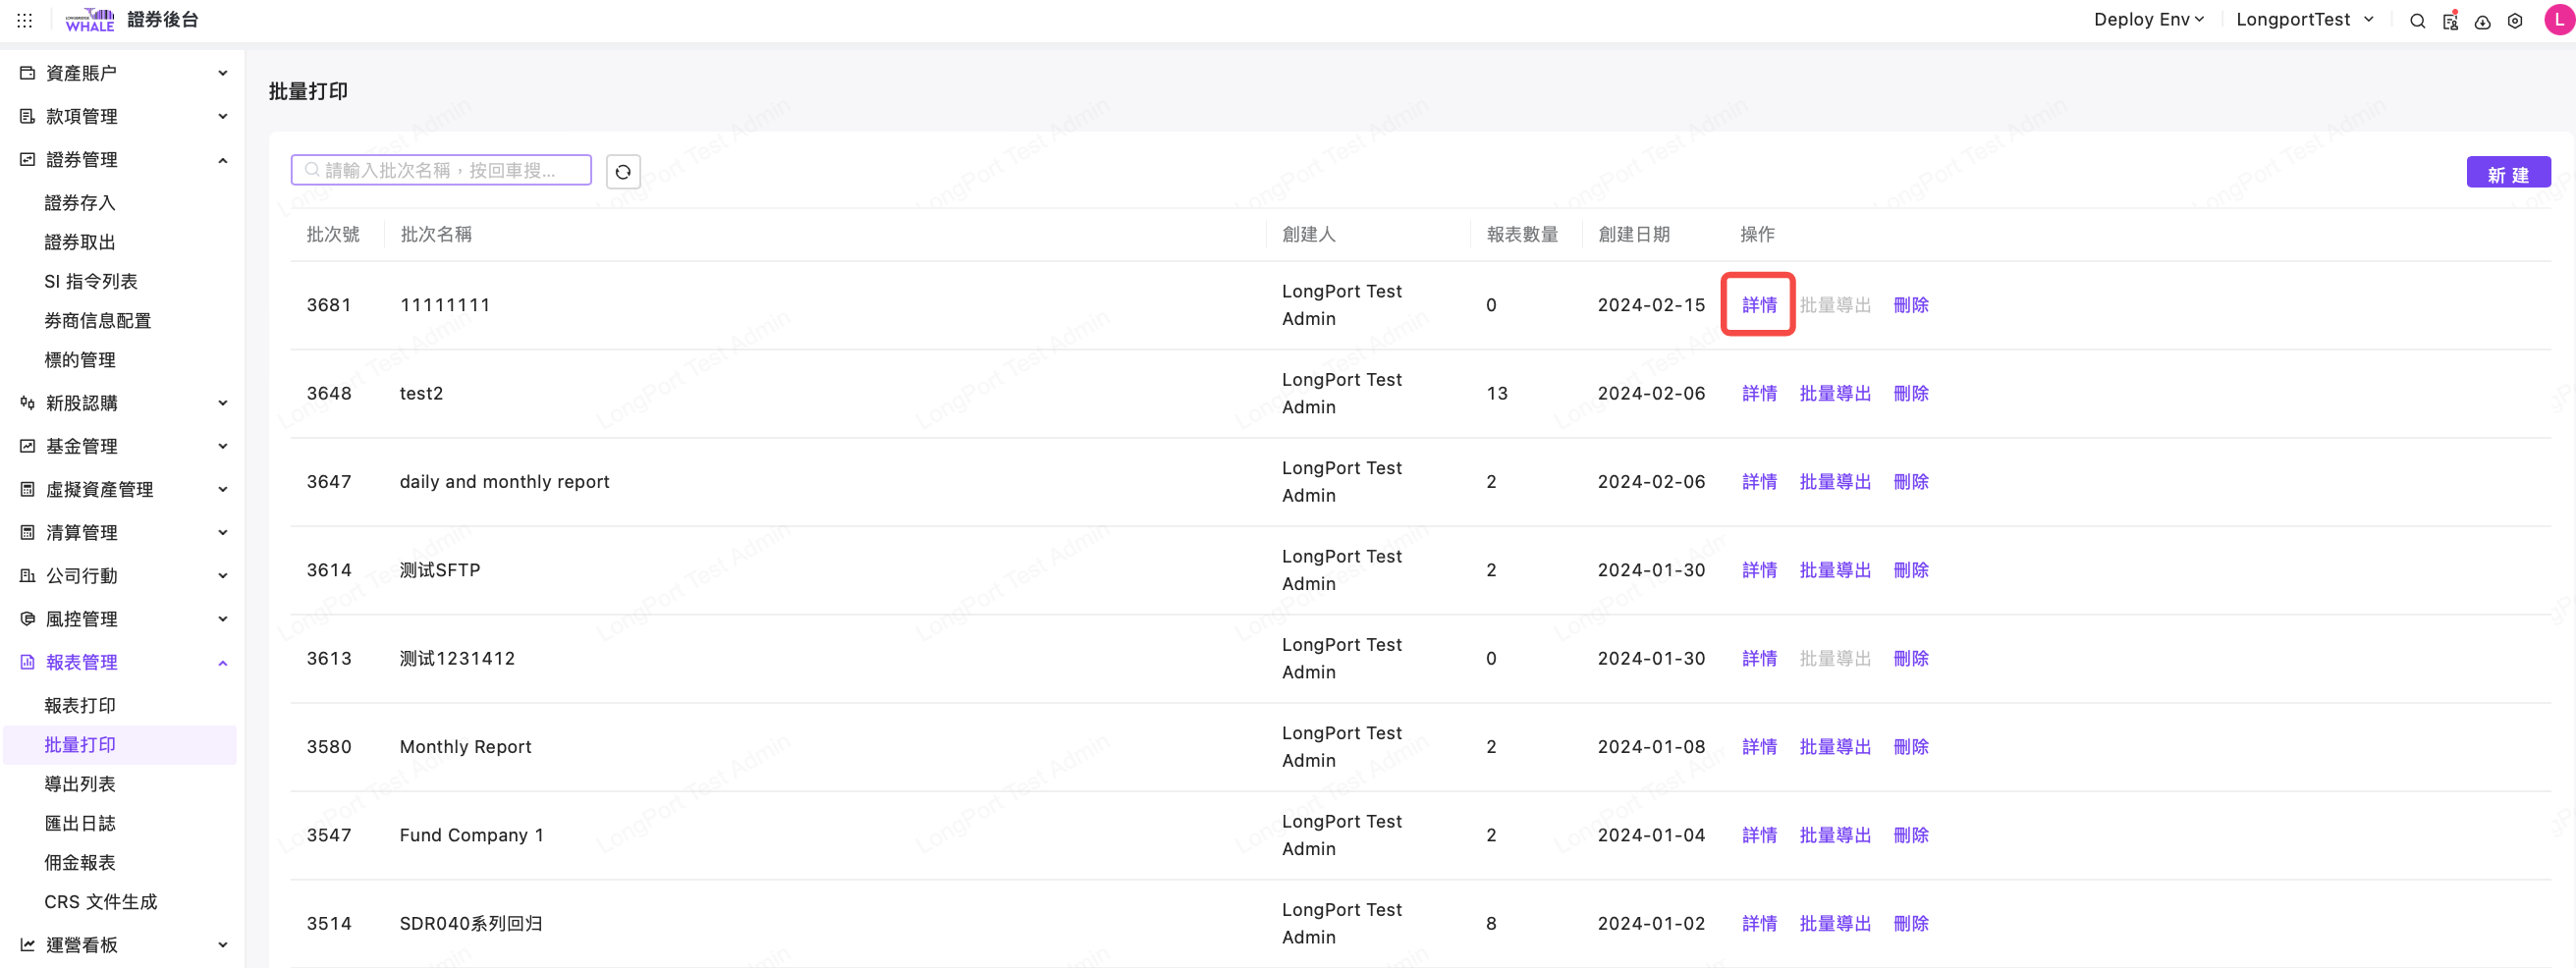 LONGBRIDGE
WHALE
證券後台
Deploy Env
LongportTest
L
資產賬户
款項管理
證券管理
證券存入
證券取出
SI 指令列表
券商信息配置
標的管理
新股認購
基金管理
虛擬資產管理
清算管理
公司行動
風控管理
報表管理
報表打印
批量打印
導出列表
匯出日誌
佣金報表
CRS 文件生成
運營看板
批量打印
請輸入批次名稱，按回車搜...
新 建
批次號 批次名稱 創建人 報表數量 創建日期 操作
3681 11111111 LongPort Test Admin 0 2024-02-15 詳情 批量導出 刪除
3648 test2 LongPort Test Admin 13 2024-02-06 詳情 批量導出 刪除
3647 daily and monthly report LongPort Test Admin 2 2024-02-06 詳情 批量導出 刪除
3614 测试SFTP LongPort Test Admin 2 2024-01-30 詳情 批量導出 刪除
3613 测试1231412 LongPort Test Admin 0 2024-01-30 詳情 批量導出 刪除
3580 Monthly Report LongPort Test Admin 2 2024-01-08 詳情 批量導出 刪除
3547 Fund Company 1 LongPort Test Admin 2 2024-01-04 詳情 批量導出 刪除
3514 SDR040系列回归 LongPort Test Admin 8 2024-01-02 詳情 批量導出 刪除
LongPort Test Admin